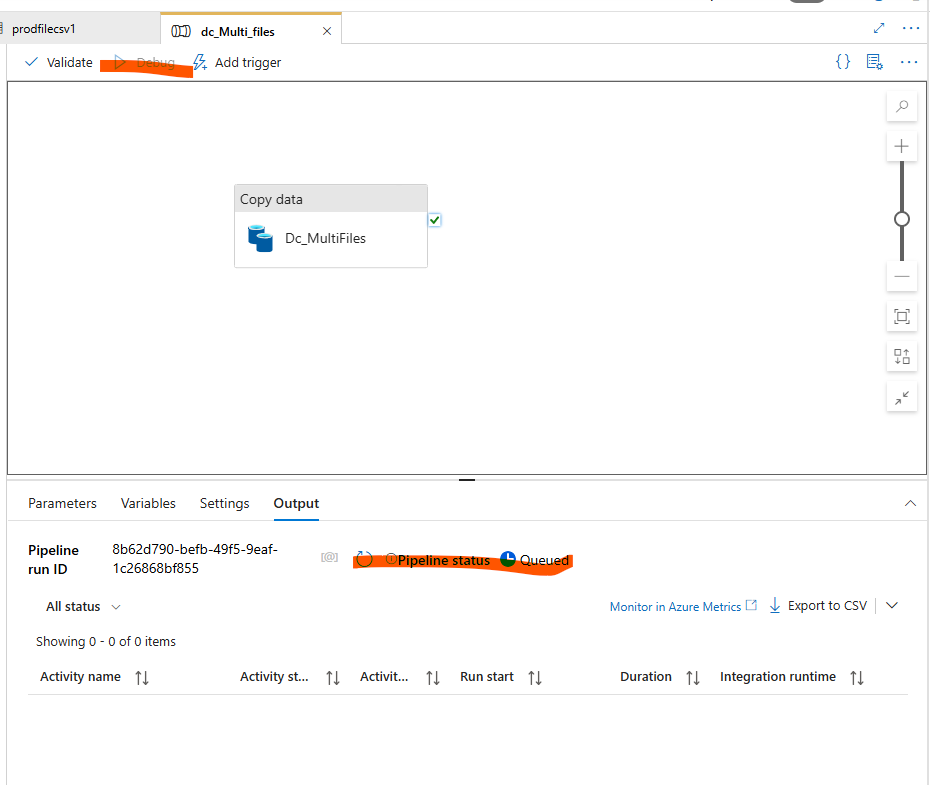 prodfilecsv1
dc_Multi_files
Validate Debug Add trigger
Copy data
Dc_MultiFiles
Parameters Variables Settings Output
Pipeline run ID
8b62d790-befb-49f5-9eaf-
1c26868bf855
Pipeline status Queued
All status
Monitor in Azure Metrics Export to CSV
Showing 0 - 0 of 0 items
Activity name Activity st... Activit... Run start Duration Integration runtime